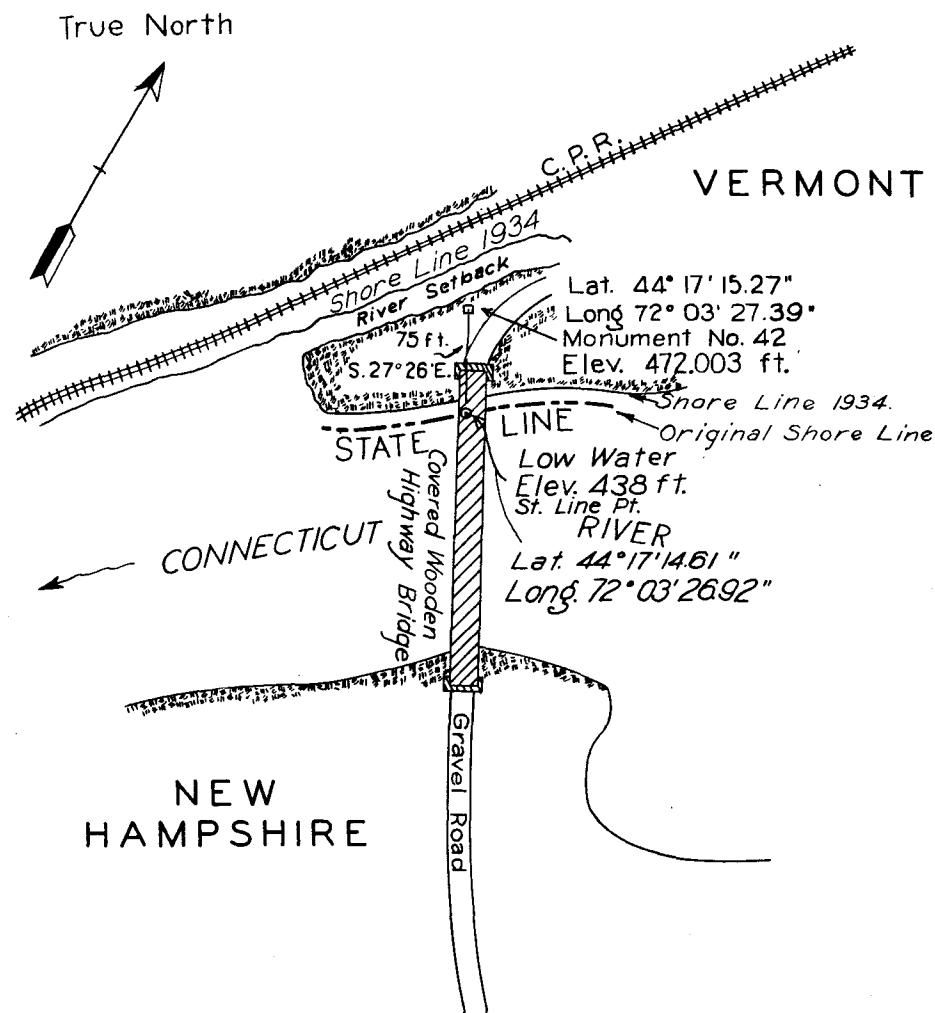 True North
C.P.R.
VERMONT
Shore Line 1934
River Setback
Lat. 44° 17' 15.27"
Long 72° 03' 27.39"
75 ft.
Monument No. 42
S. 27° 26' E.
Elev. 472.003 ft.
Shore Line 1934.
Original Shore Line
STATE LINE
Covered Wooden
Highway Bridge
Low Water
Elev. 438 ft.
St. Line Pt.
CONNECTICUT RIVER
Lat. 44° 17' 14.61"
Long. 72° 03' 26.92"
Gravel Road
NEW
HAMPSHIRE